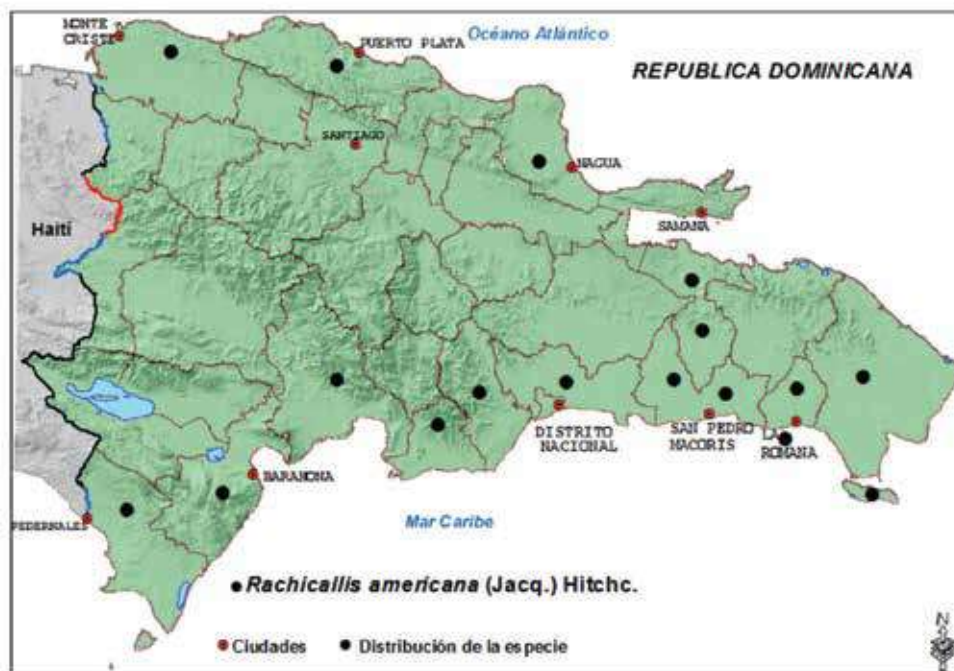 MONTE
CRISTI
PUERTO PLATA
Océano Atlántico
REPUBLICA DOMINICANA
SANTIAGO
NAGUA
SAMANA
Haití
DISTRITO
NACIONAL
SAN PEDRO
MACORIS
LA
ROMANA
BARAHONA
PEDERNALES
Mar Caribe
Rachicallis americana (Jacq.) Hitchc.
Ciudades
Distribución de la especie
N